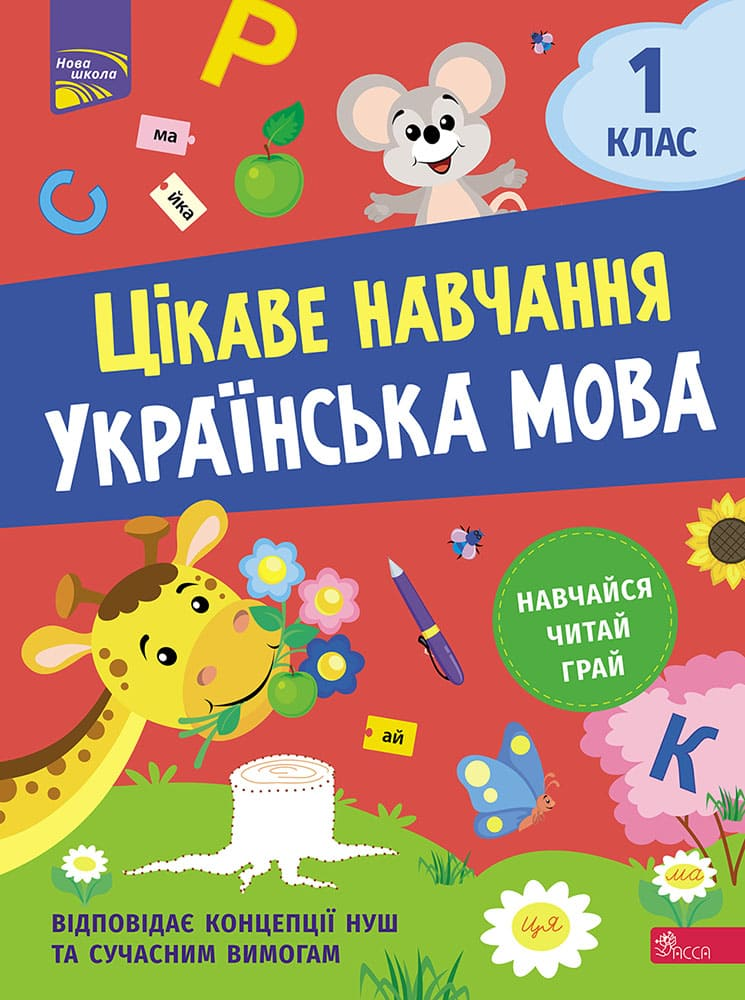 Нова
школа
Р
1
КЛАС
ма
С
йка
ЦІКАВЕ НАВЧАННЯ
УКРАЇНСЬКА МОВА
НАВЧАЙСЯ
ЧИТАЙ
ГРАЙ
ай
К
ма
ця
ВІДПОВІДАЄ КОНЦЕПЦІЇ НУШ
ТА СУЧАСНИМ ВИМОГАМ
АССА